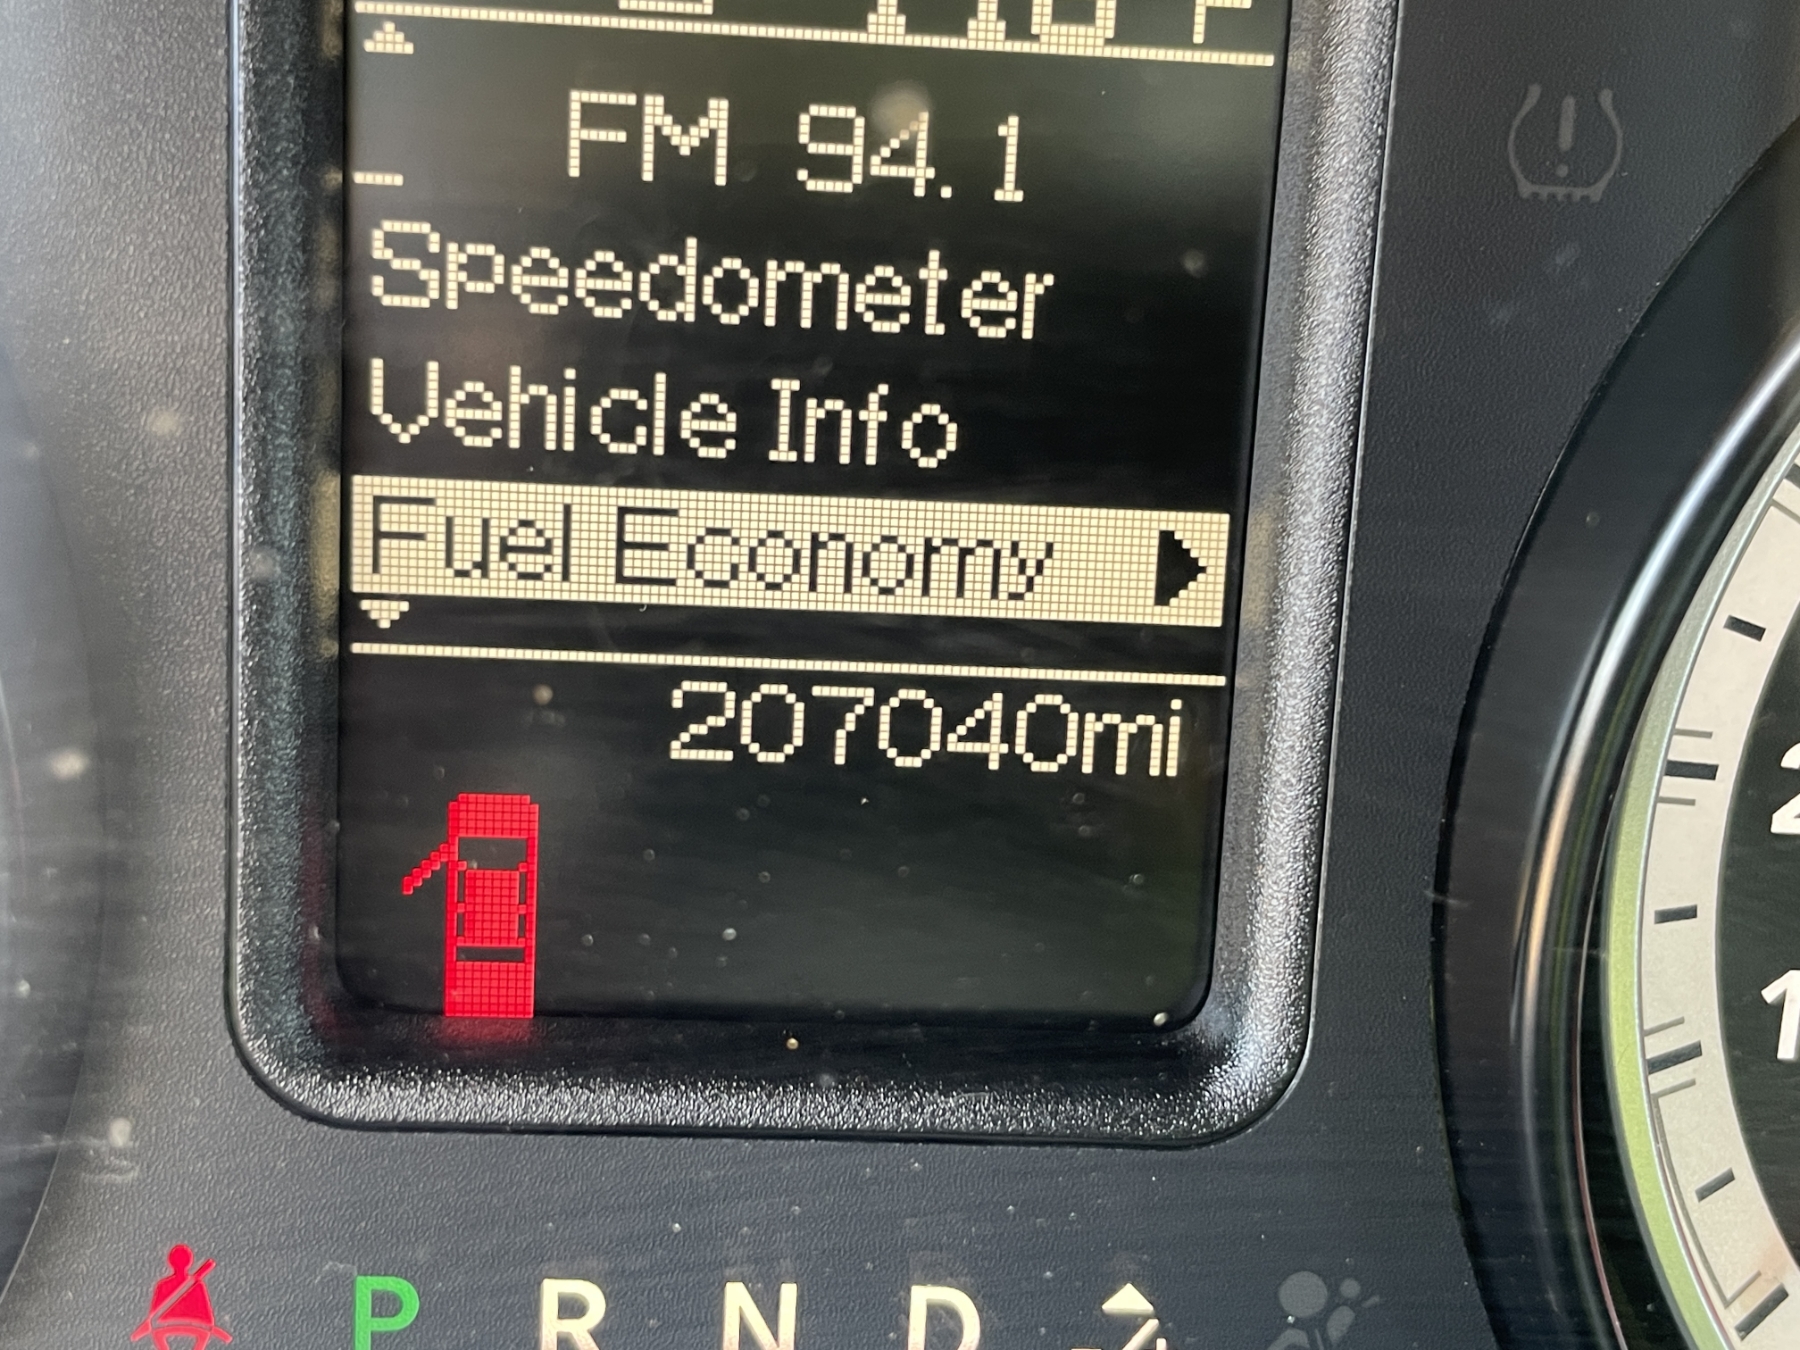 FM 94.1
Speedometer
Vehicle Info
Fuel Economy
207040mi
P R N D